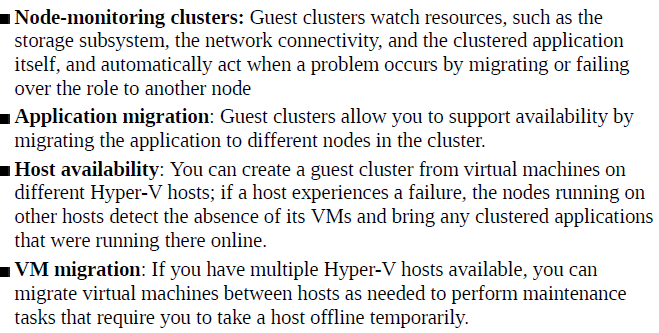 ■ Node-monitoring clusters: Guest clusters watch resources, such as the
storage subsystem, the network connectivity, and the clustered application
itself, and automatically act when a problem occurs by migrating or failing
over the role to another node
■ Application migration: Guest clusters allow you to support availability by
migrating the application to different nodes in the cluster.
■ Host availability: You can create a guest cluster from virtual machines on
different Hyper-V hosts; if a host experiences a failure, the nodes running on
other hosts detect the absence of its VMs and bring any clustered applications
that were running there online.
■ VM migration: If you have multiple Hyper-V hosts available, you can
migrate virtual machines between hosts as needed to perform maintenance
tasks that require you to take a host offline temporarily.